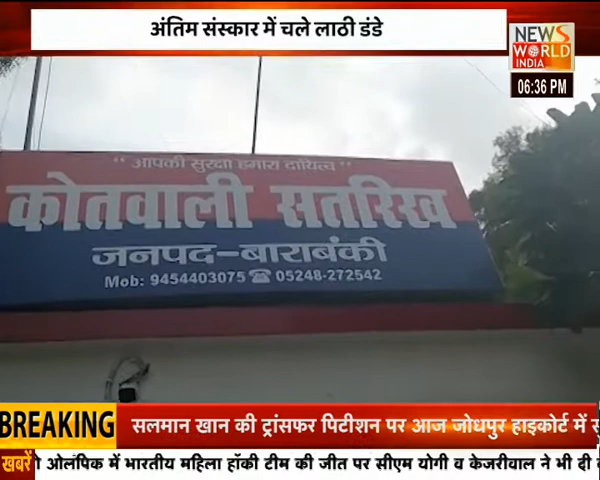 अंतिम संस्कार में चले लाठी डंडे
NEWS
WORLD
INDIA
06:36 PM
“ आपकी सुरक्षा हमारा दायित्व ”
कोतवाली सतरिख
जनपद-बाराबंकी
Mob: 9454403075 ☎ 05248-272542
BREAKING
सलमान खान की ट्रांसफर पिटीशन पर आज जोधपुर हाइकोर्ट में
खबरें
ओलंपिक में भारतीय महिला हॉकी टीम की जीत पर सीएम योगी व केजरीवाल ने भी दी